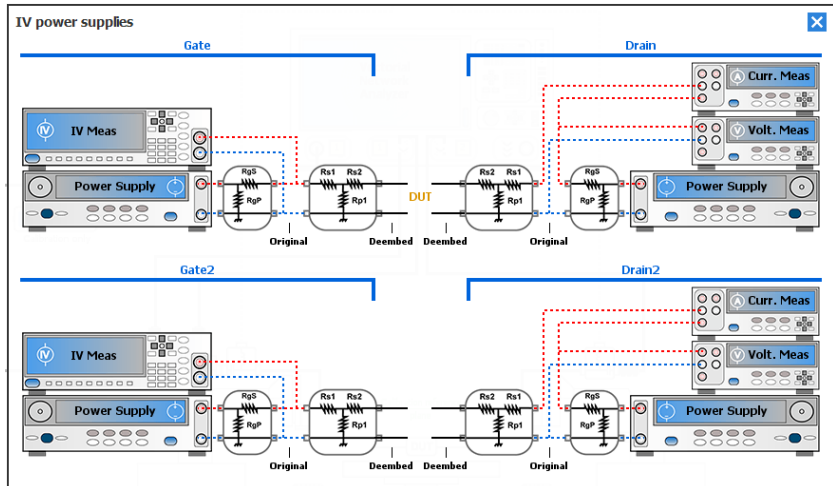 IV power supplies
Gate
Drain
IV Meas
Curr. Meas
A
IV
Volt. Meas
V
Power Supply
RgS
Rs1 Rs2
RgP
Rp1
DUT
Rs2 Rs1
RgS
Rp1
RgP
Power Supply
Original
Deembed
Deembed
Original
Gate2
Drain2
IV Meas
Curr. Meas
A
IV
Volt. Meas
V
Power Supply
RgS
Rs1 Rs2
RgP
Rp1
Rs2 Rs1
RgS
Rp1
RgP
Power Supply
Original
Deembed
Deembed
Original